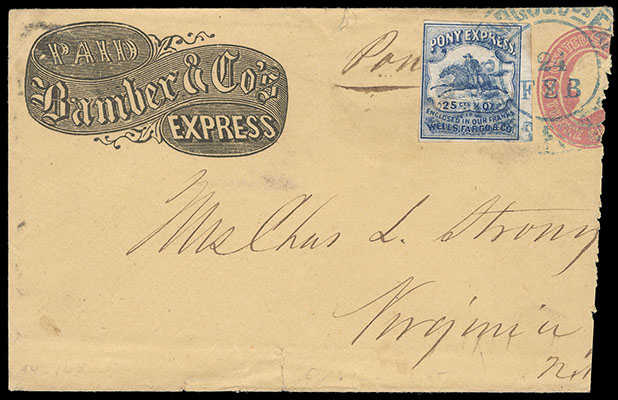 PAID
Bamber & Co's
EXPRESS
Pon
PONY EXPRESS
25 CTS ½ OZ
IF
ENCLOSED IN OUR FRANKS
WELLS, FARGO & CO
24
FEB
Mrs Chas L. Strong
Virginia